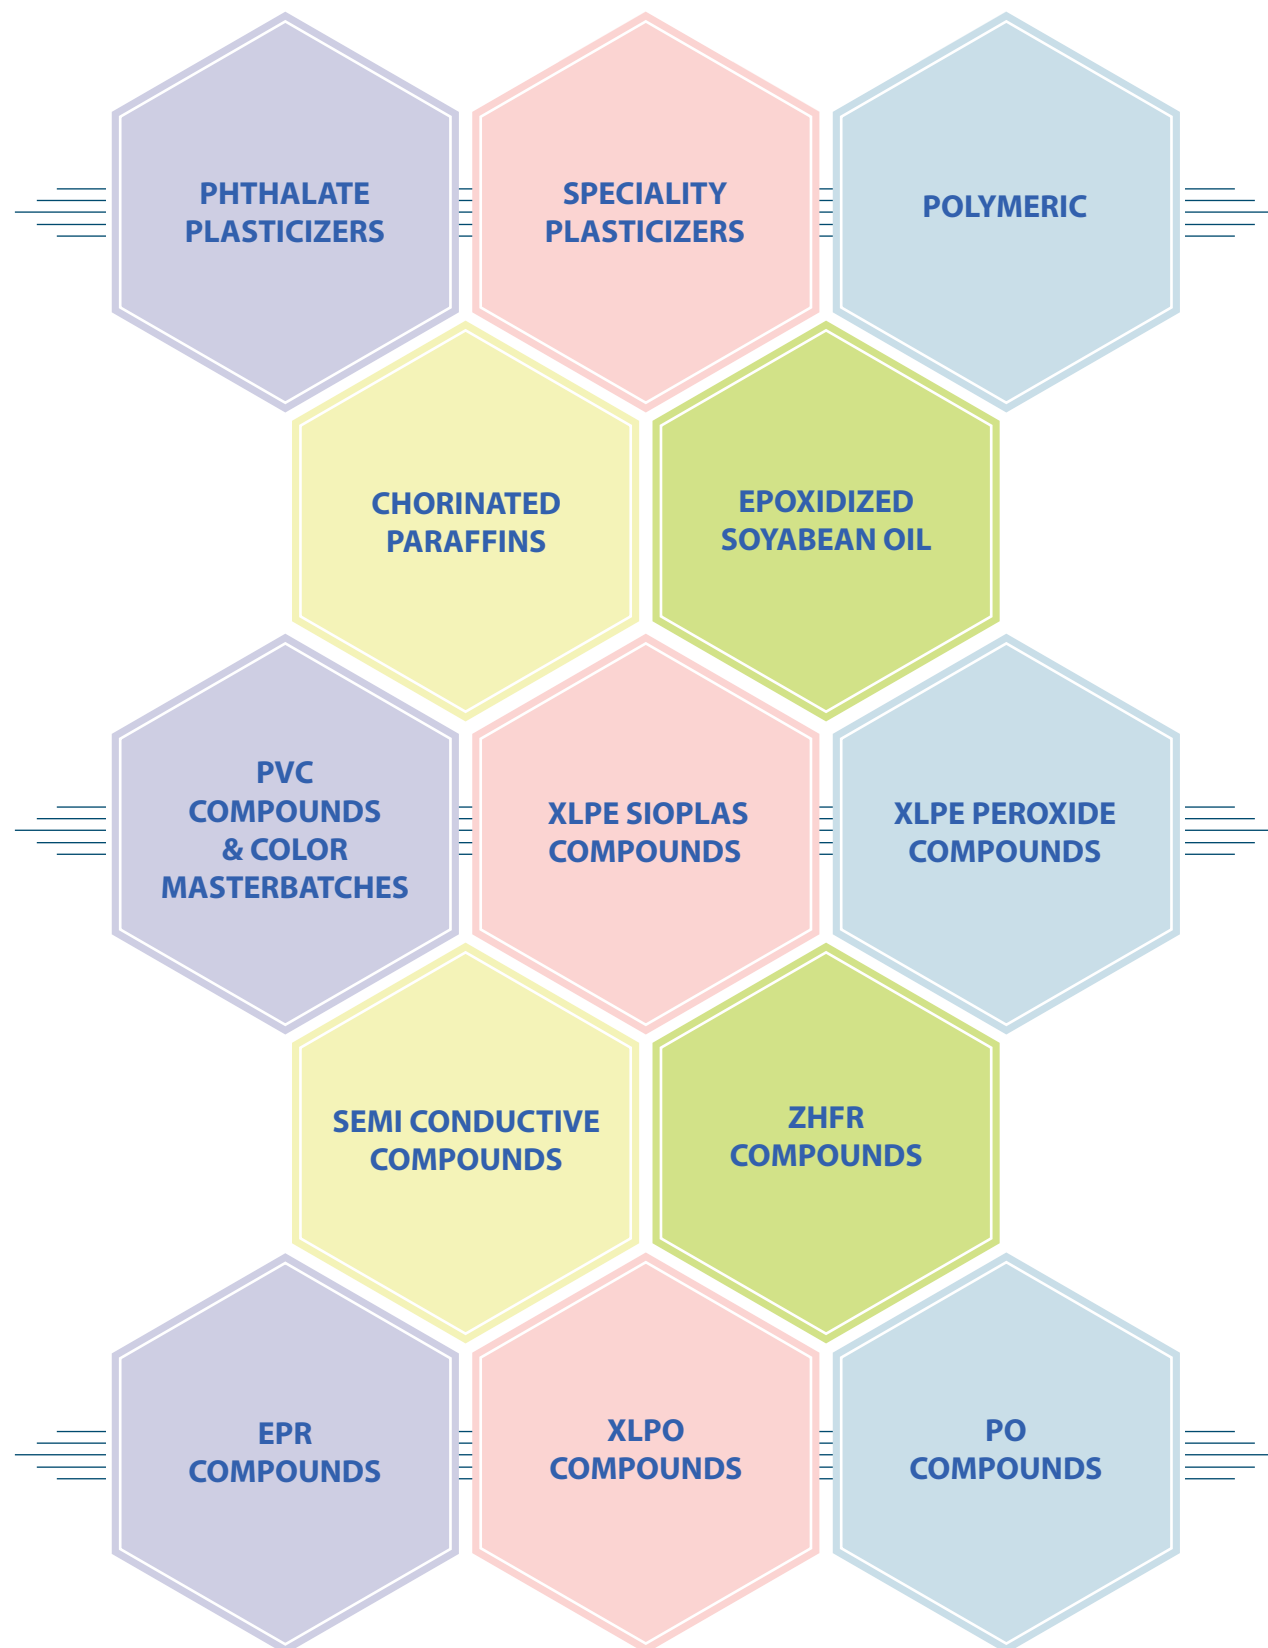 PHTHALATE
PLASTICIZERS
SPECIALITY
PLASTICIZERS
POLYMERIC
CHORINATED
PARAFFINS
EPOXIDIZED
SOYABEAN OIL
PVC
COMPOUNDS
& COLOR
MASTERBATCHES
XLPE SIOPLAS
COMPOUNDS
XLPE PEROXIDE
COMPOUNDS
SEMI CONDUCTIVE
COMPOUNDS
ZHFR
COMPOUNDS
EPR
COMPOUNDS
XLPO
COMPOUNDS
PO
COMPOUNDS